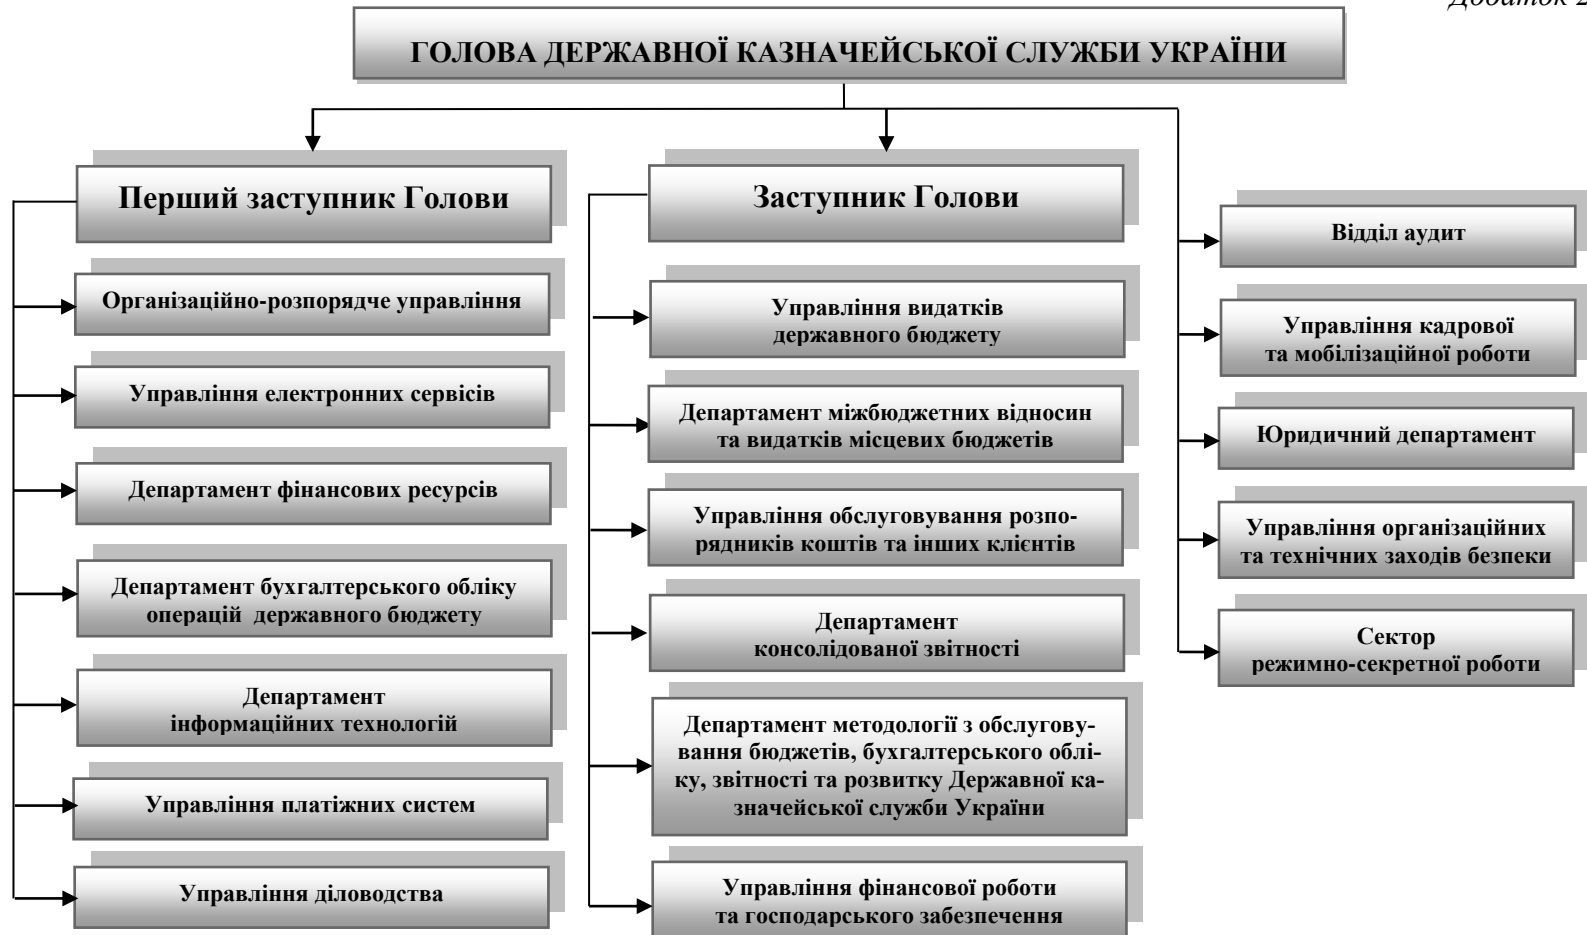 Додаток 2
ГОЛОВА ДЕРЖАВНОЇ КАЗНАЧЕЙСЬКОЇ СЛУЖБИ УКРАЇНИ
Перший заступник Голови
Організаційно-розпорядче управління
Управління електронних сервісів
Департамент фінансових ресурсів
Департамент бухгалтерського обліку
операцій державного бюджету
Департамент
інформаційних технологій
Управління платіжних систем
Управління діловодства
Заступник Голови
Управління видатків
державного бюджету
Департамент міжбюджетних відносин
та видатків місцевих бюджетів
Управління обслуговування розпо-
рядників коштів та інших клієнтів
Департамент
консолідованої звітності
Департамент методології з обслугову-
вання бюджетів, бухгалтерського облі-
ку, звітності та розвитку Державної ка-
значейської служби України
Управління фінансової роботи
та господарського забезпечення
Відділ аудит
Управління кадрової
та мобілізаційної роботи
Юридичний департамент
Управління організаційних
та технічних заходів безпеки
Сектор
режимно-секретної роботи